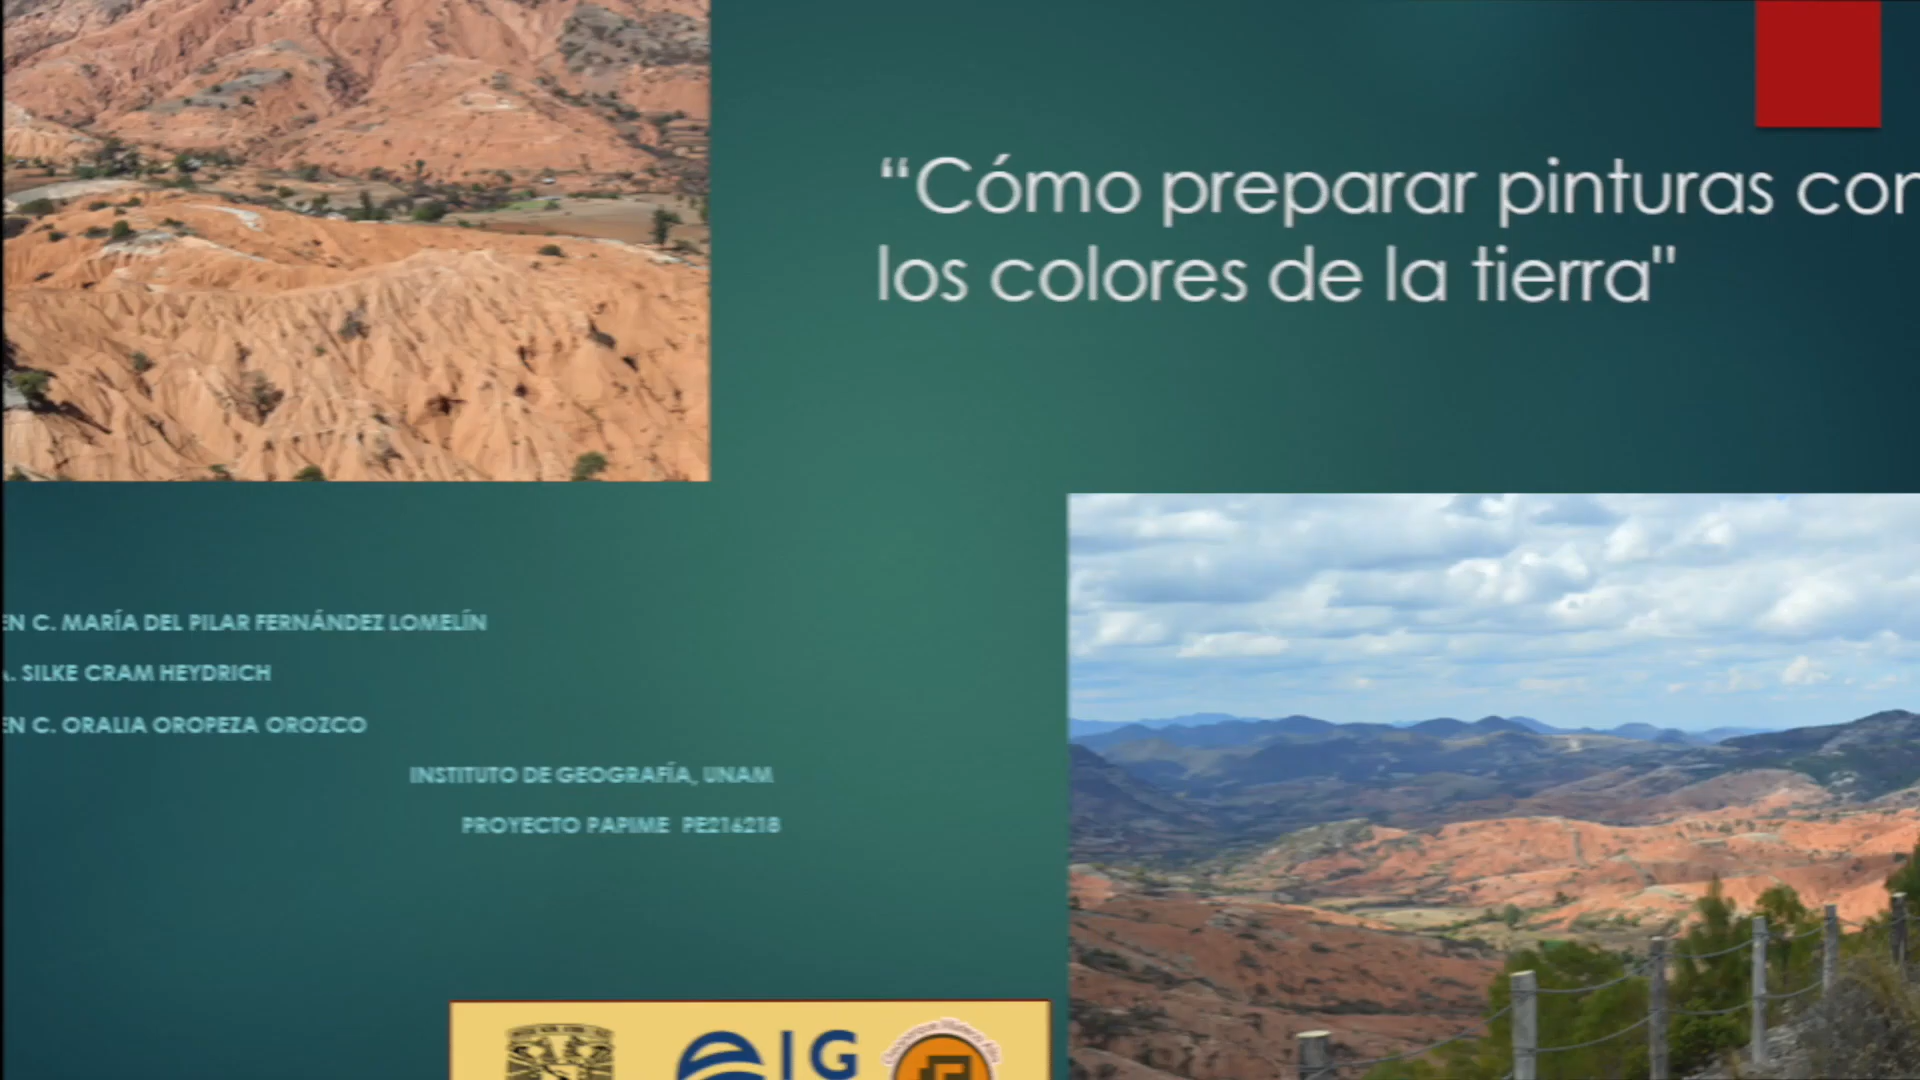 “Cómo preparar pinturas con
los colores de la tierra"
EN C. MARÍA DEL PILAR FERNÁNDEZ LOMELÍN
A. SILKE CRAM HEYDRICH
EN C. ORALIA OROPEZA OROZCO
INSTITUTO DE GEOGRAFÍA, UNAM
PROYECTO PAPIME PE216218
IG